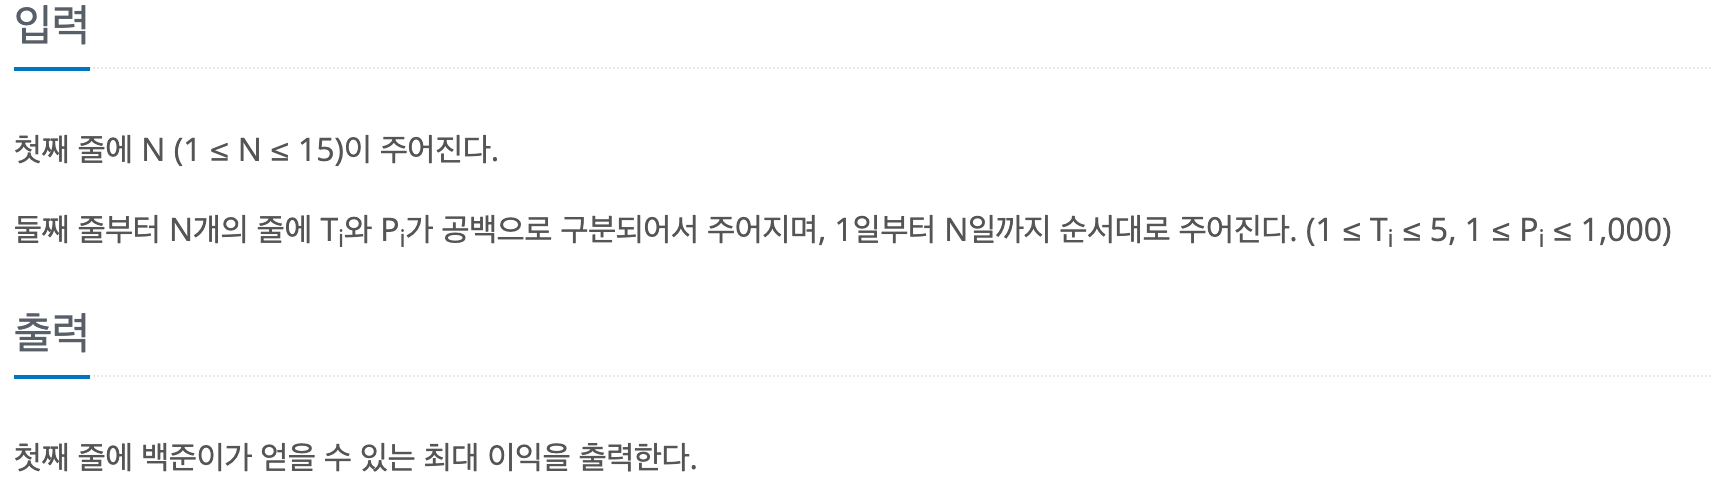 입력
첫째 줄에 N (1 ≤ N ≤ 15)이 주어진다.
둘째 줄부터 N개의 줄에 Tᵢ와 Pᵢ가 공백으로 구분되어서 주어지며, 1일부터 N일까지 순서대로 주어진다. (1 ≤ Tᵢ ≤ 5, 1 ≤ Pᵢ ≤ 1,000)
출력
첫째 줄에 백준이가 얻을 수 있는 최대 이익을 출력한다.